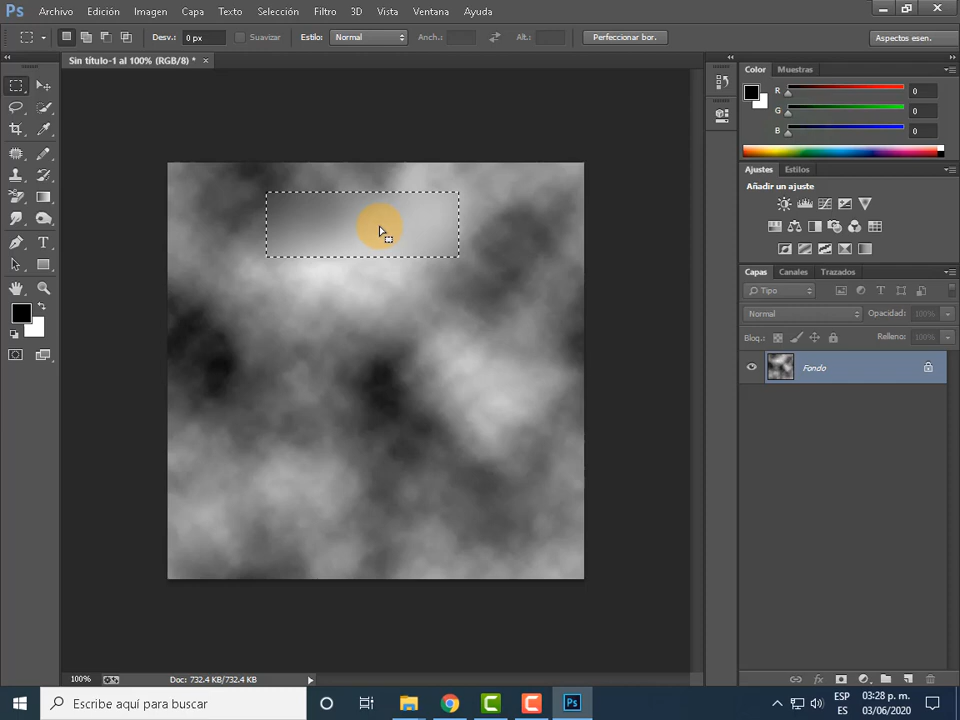 Ps Archivo Edición Imagen Capa Texto Selección Filtro 3D Vista Ventana Ayuda
Desv.: 0 px Suavizar Estilo: Normal Anch.: Alt.: Perfeccionar bor. Aspectos esen.
Sin título-1 al 100% (RGB/8) * ×
Color Muestras
R 0
G 0
B 0
Ajustes Estilos
Añadir un ajuste
Capas Canales Trazados
Tipo
Normal Opacidad: 100%
Bloq.: Relleno: 100%
Fondo
100% Doc: 732.4 KB/732.4 KB
Escribe aquí para buscar
Ps
ESP 03:28 p. m.
ES 03/06/2020